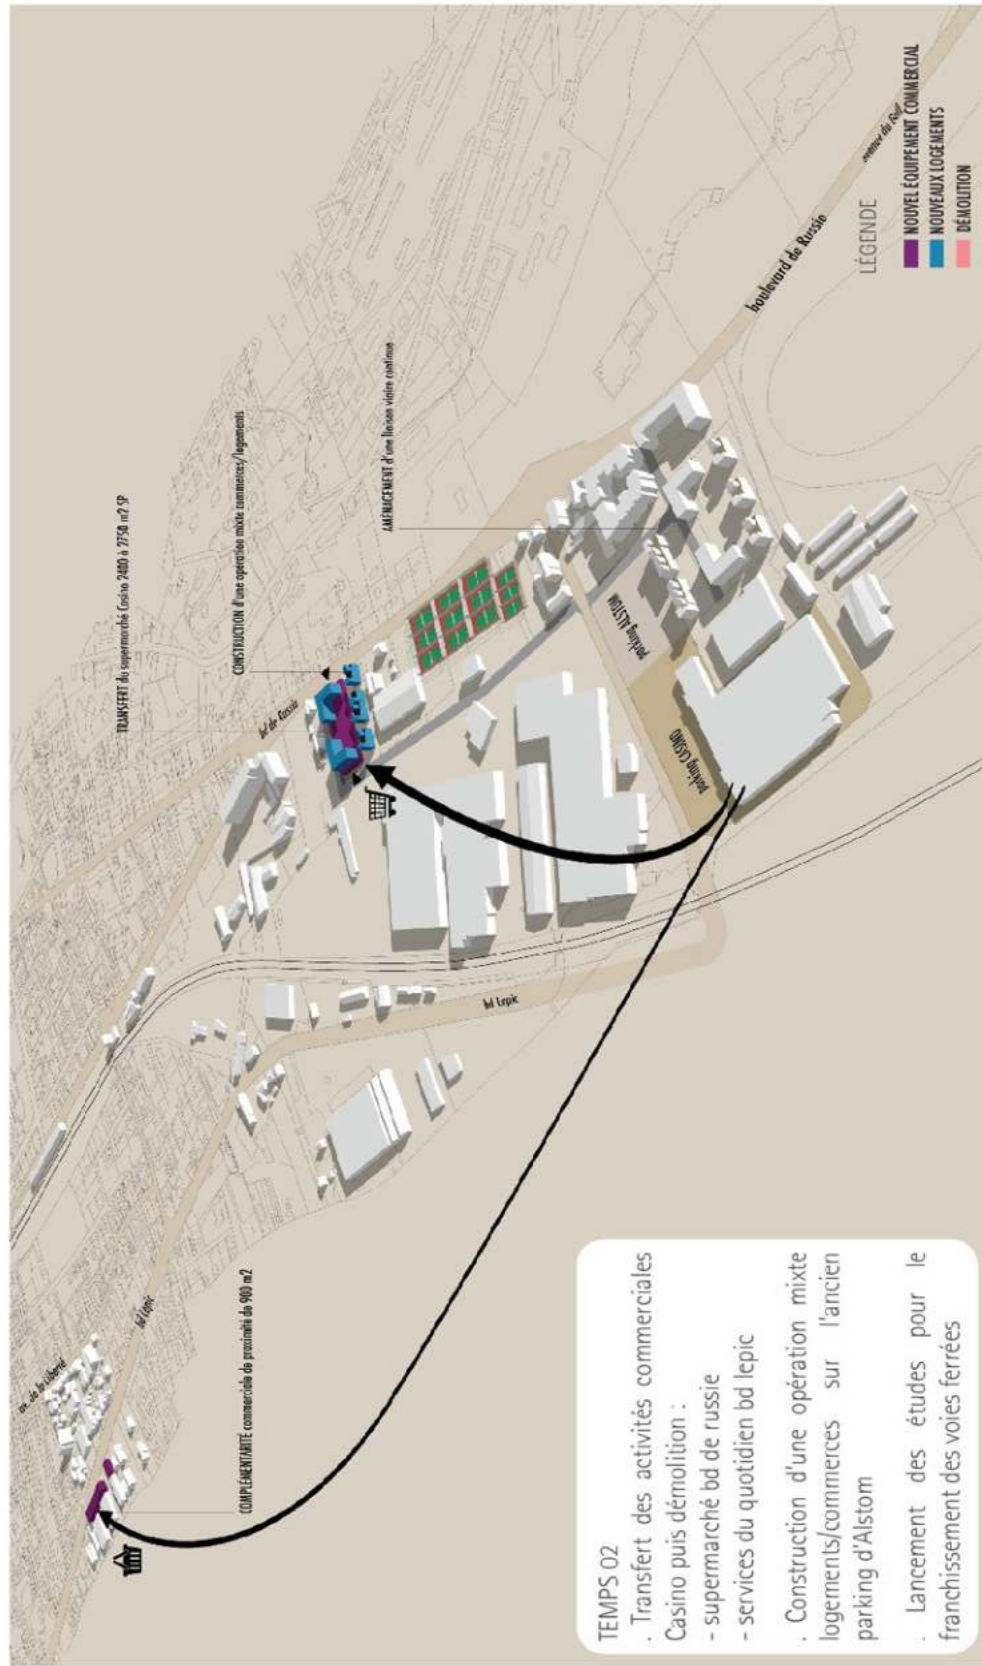 av. de la Liberté
bd Lepic
COMPLÉMENTARITÉ commerciale de proximité de 900 m2
TRANSFERT du supermarché Casino 2400 à 2750 m2 SP
CONSTRUCTION d'une opération mixte commerces/logements
bd de Russie
AMÉNAGEMENT d'une liaison viaire continue
bd Lepic
parking CASINO
parking ALSTOM
boulevard de Russie
avenue du Golf
LÉGENDE
NOUVEL ÉQUIPEMENT COMMERCIAL
NOUVEAUX LOGEMENTS
DÉMOLITION
TEMPS 02
. Transfert des activités commerciales
Casino puis démolition :
- supermarché bd de russie
- services du quotidien bd lepic
. Construction d'une opération mixte
logements/commerces sur l'ancien
parking d'Alstom
. Lancement des études pour le
franchissement des voies ferrées